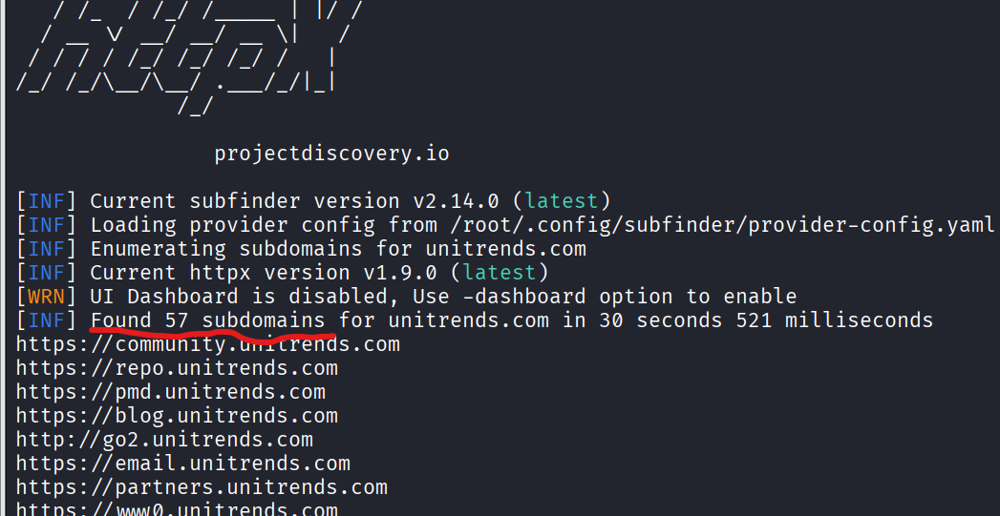 projectdiscovery.io
[INF] Current subfinder version v2.14.0 (latest)
[INF] Loading provider config from /root/.config/subfinder/provider-config.yaml
[INF] Enumerating subdomains for unitrends.com
[INF] Current httpx version v1.9.0 (latest)
[WRN] UI Dashboard is disabled, Use -dashboard option to enable
[INF] Found 57 subdomains for unitrends.com in 30 seconds 521 milliseconds
https://community.unitrends.com
https://repo.unitrends.com
https://pmd.unitrends.com
https://blog.unitrends.com
http://go2.unitrends.com
https://email.unitrends.com
https://partners.unitrends.com
https://www0.unitrends.com